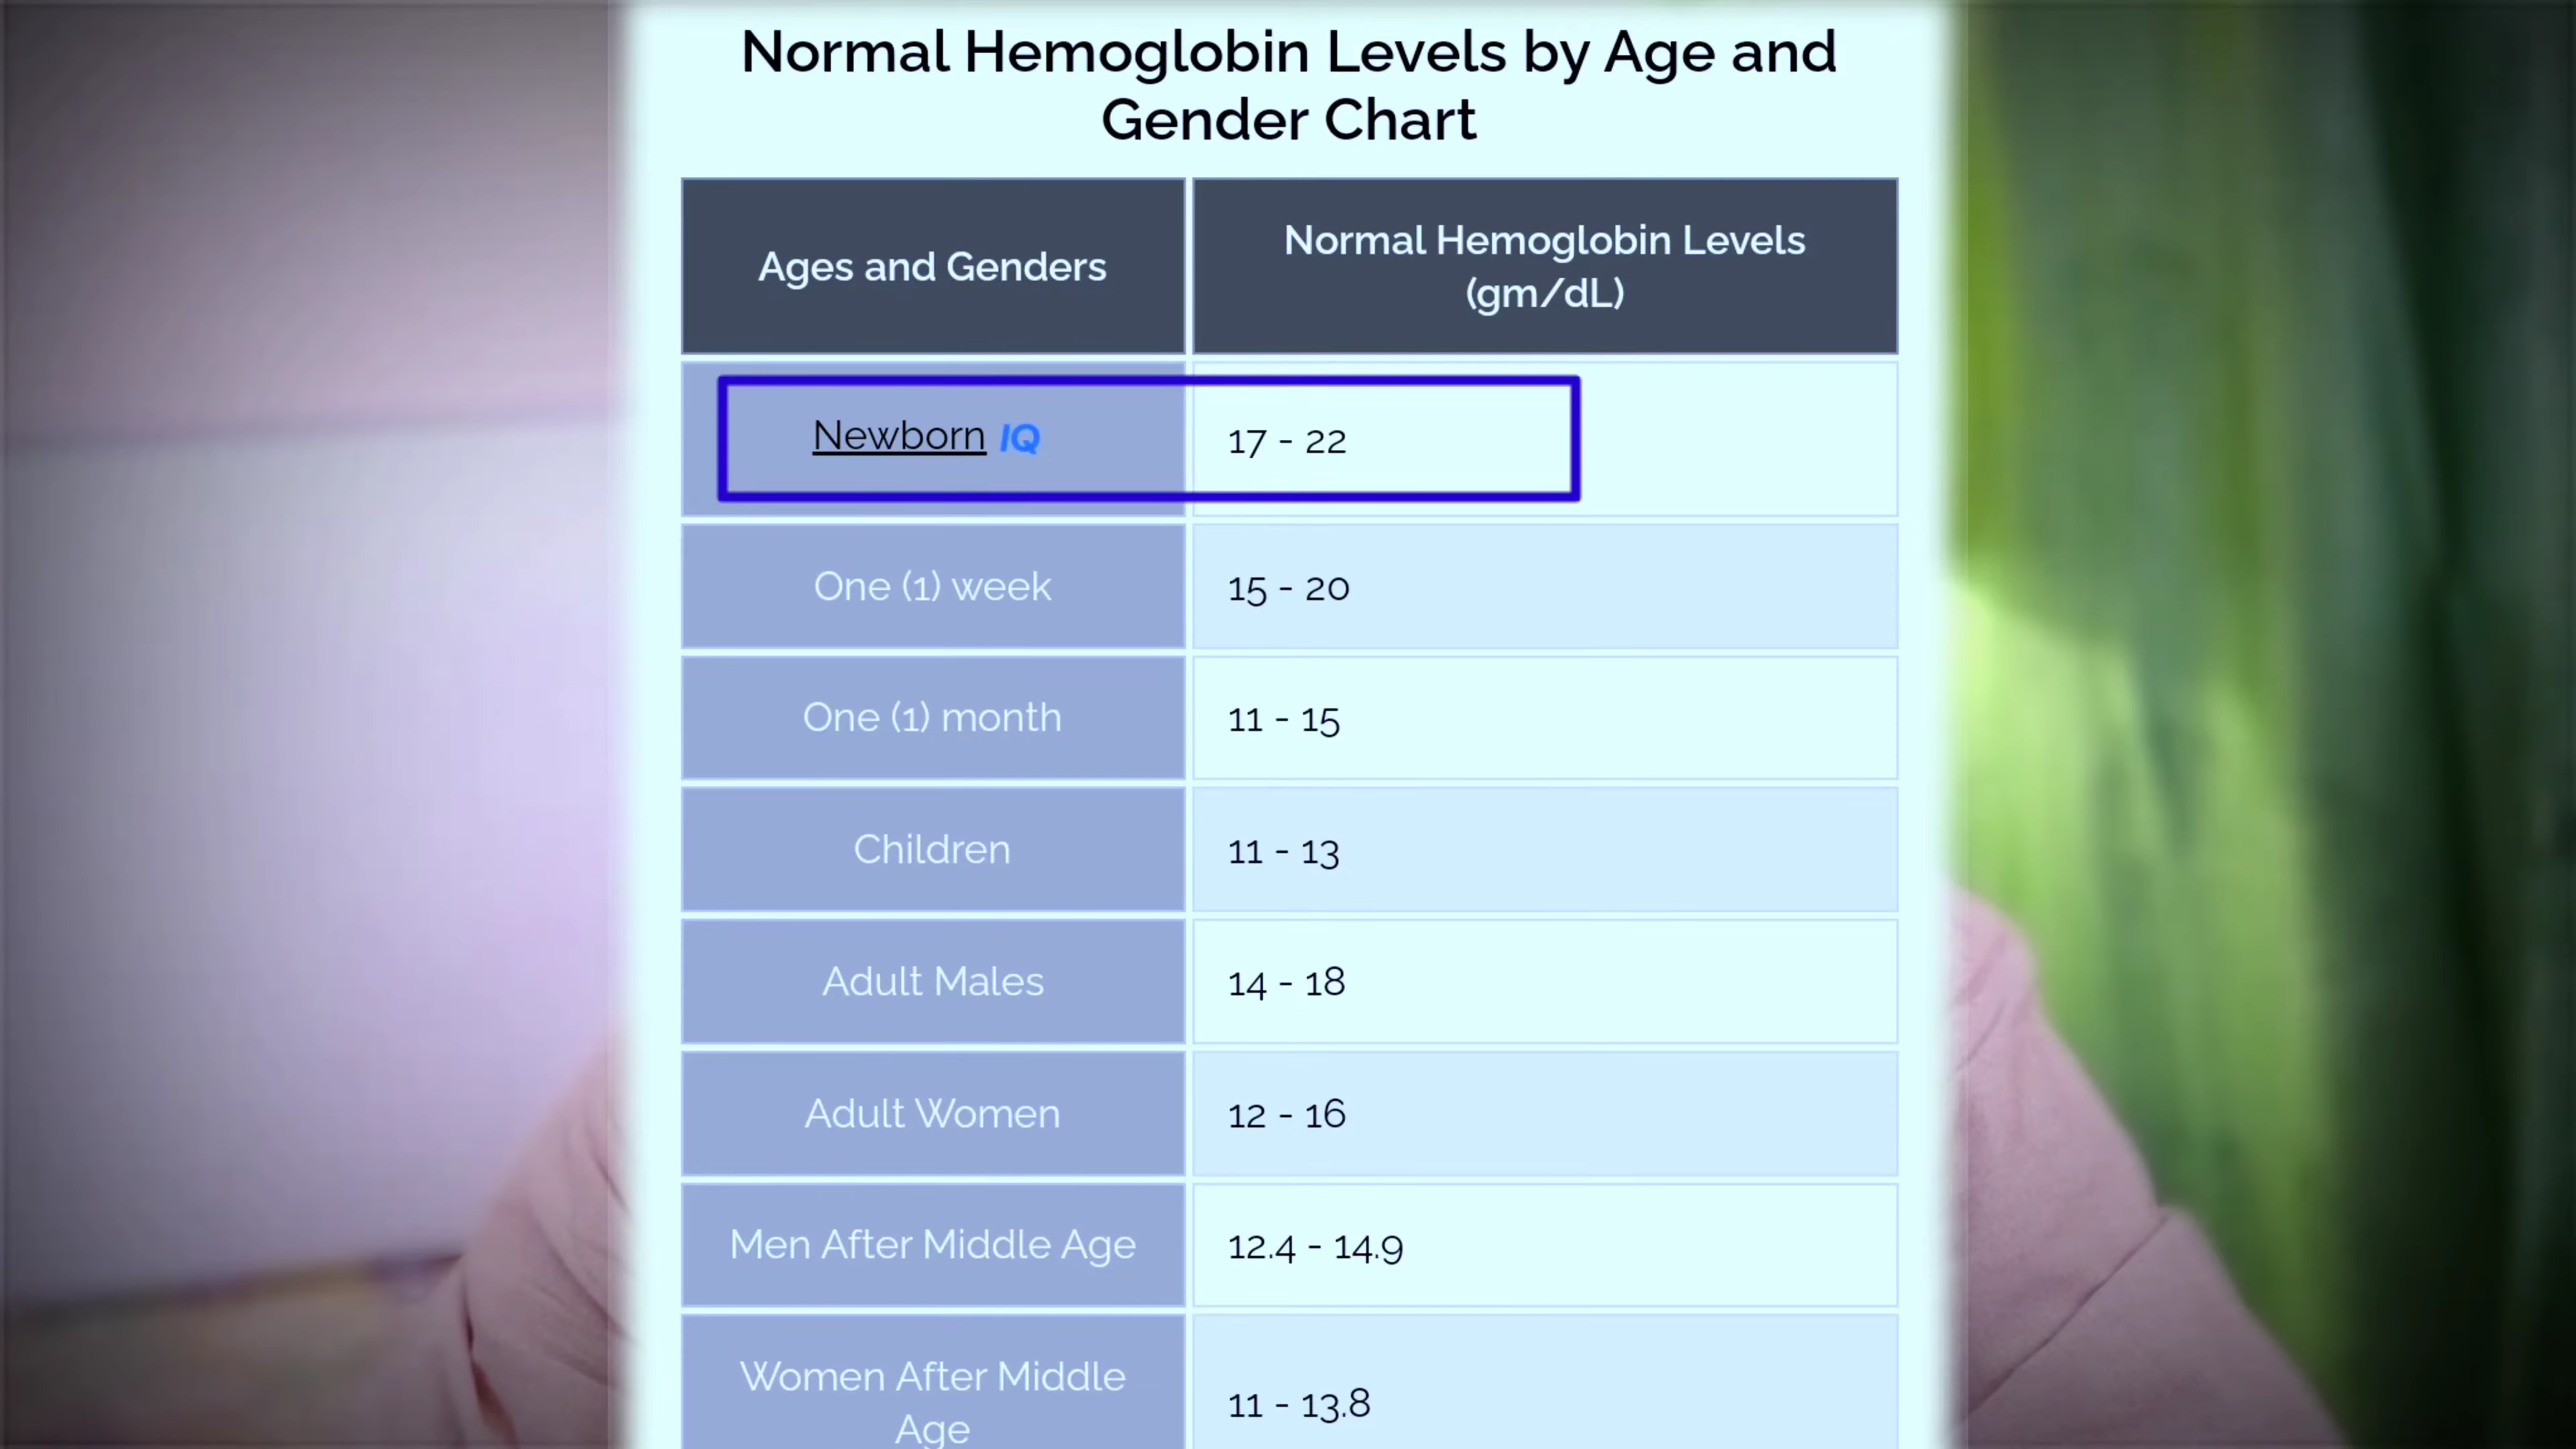 Normal Hemoglobin Levels by Age and
Gender Chart
Ages and Genders
Normal Hemoglobin Levels
(gm/dL)
Newborn IQ
17 - 22
One (1) week
15 - 20
One (1) month
11 - 15
Children
11 - 13
Adult Males
14 - 18
Adult Women
12 - 16
Men After Middle Age
12.4 - 14.9
Women After Middle
Age
11 - 13.8